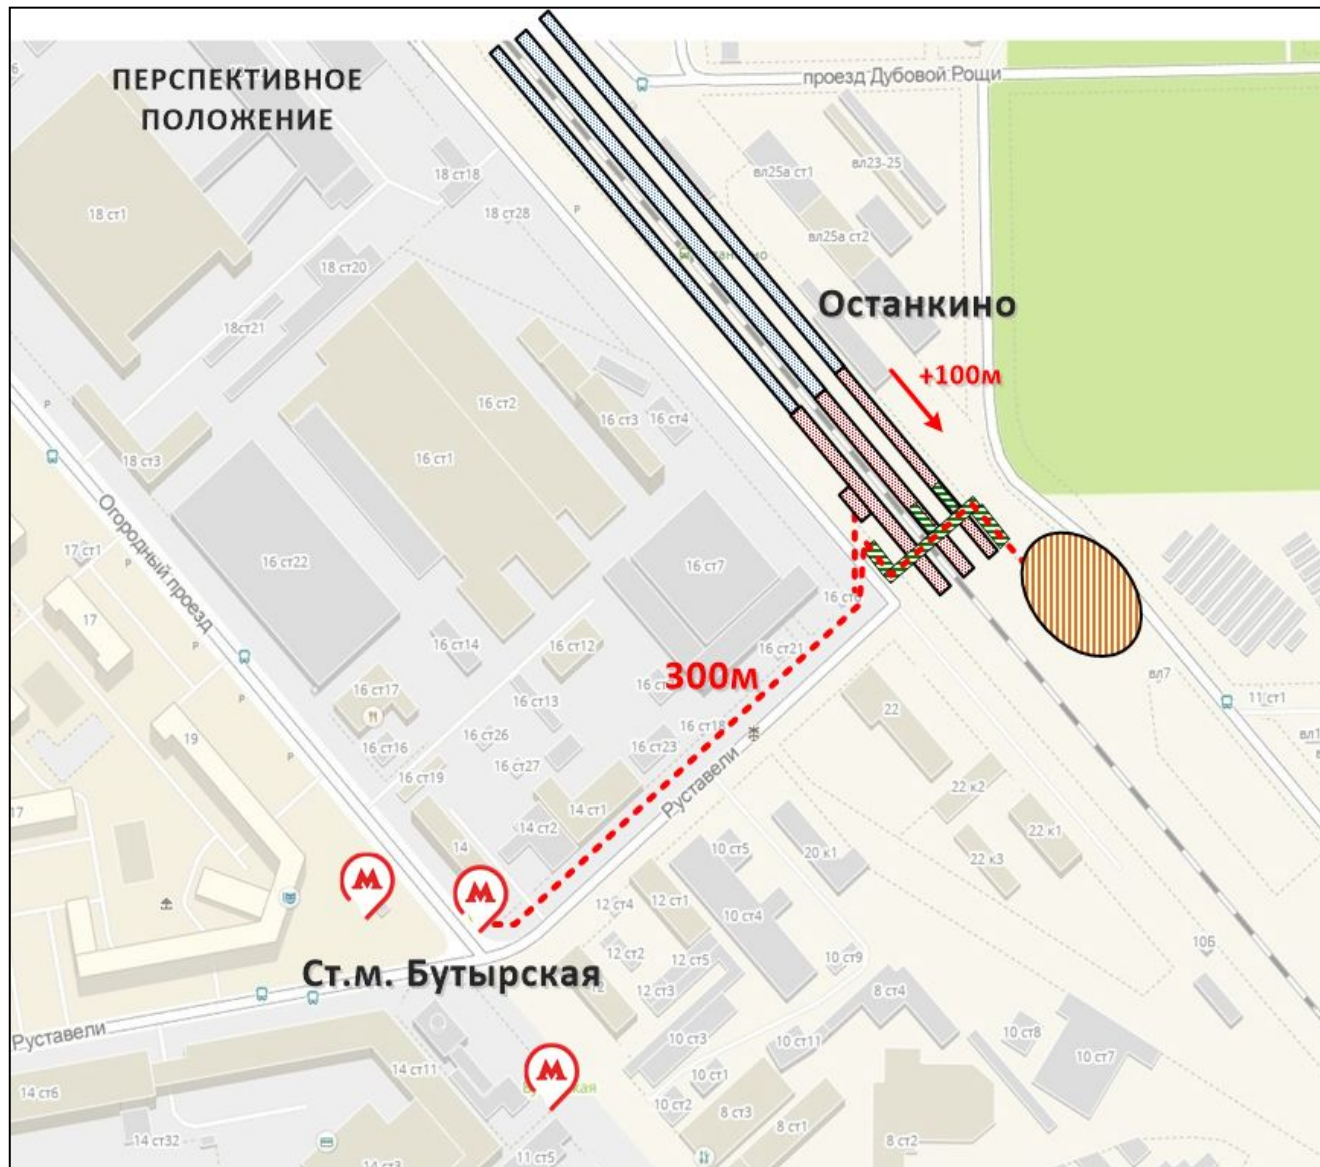 ПЕРСПЕКТИВНОЕ
ПОЛОЖЕНИЕ
проезд Дубовой Рощи
18 ст18
вл25а ст1
вл23-25
18 ст1
18 ст28
P
вл25а ст2
18 ст20
Останкино
18ст21
+100м
P
16 ст2
16 ст3
16 ст4
18 ст3
16 ст1
Огородный проезд
17 ст1
16 ст22
16 ст7
P
17
16 ст14
16 ст12
16 ст21
300м
вл7
P
16 ст17
16 ст13
11 ст1
22
19
16 ст18
16 ст26
16 ст23
P
16 ст16
16 ст27
16 ст19
Руставели
22 к2
17
14 ст1
14 ст2
22 к1
14
10 ст5
20 к1
22 к3
М
М
12 ст4
12 ст1
10 ст4
10Б
12 ст2
12 ст5
10 ст9
Ст.м. Бутырская
12
12 ст3
8 ст4
Руставели
10 ст3
10 ст11
10 ст8
10 ст7
14 ст11
М
10 ст1
14 ст6
10 ст2
8 ст3
8 ст1
8 ст2
14 ст32
11 ст5
14 ст3